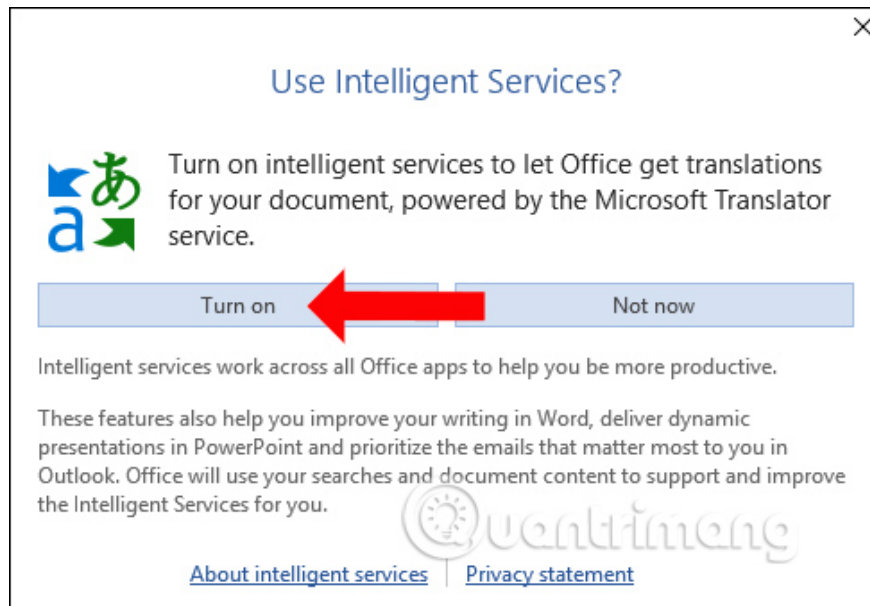 Use Intelligent Services?
Turn on intelligent services to let Office get translations
for your document, powered by the Microsoft Translator
service.
Turn on
Not now
Intelligent services work across all Office apps to help you be more productive.
These features also help you improve your writing in Word, deliver dynamic
presentations in PowerPoint and prioritize the emails that matter most to you in
Outlook. Office will use your searches and document content to support and improve
the Intelligent Services for you.
Quantrimang
About intelligent services
Privacy statement